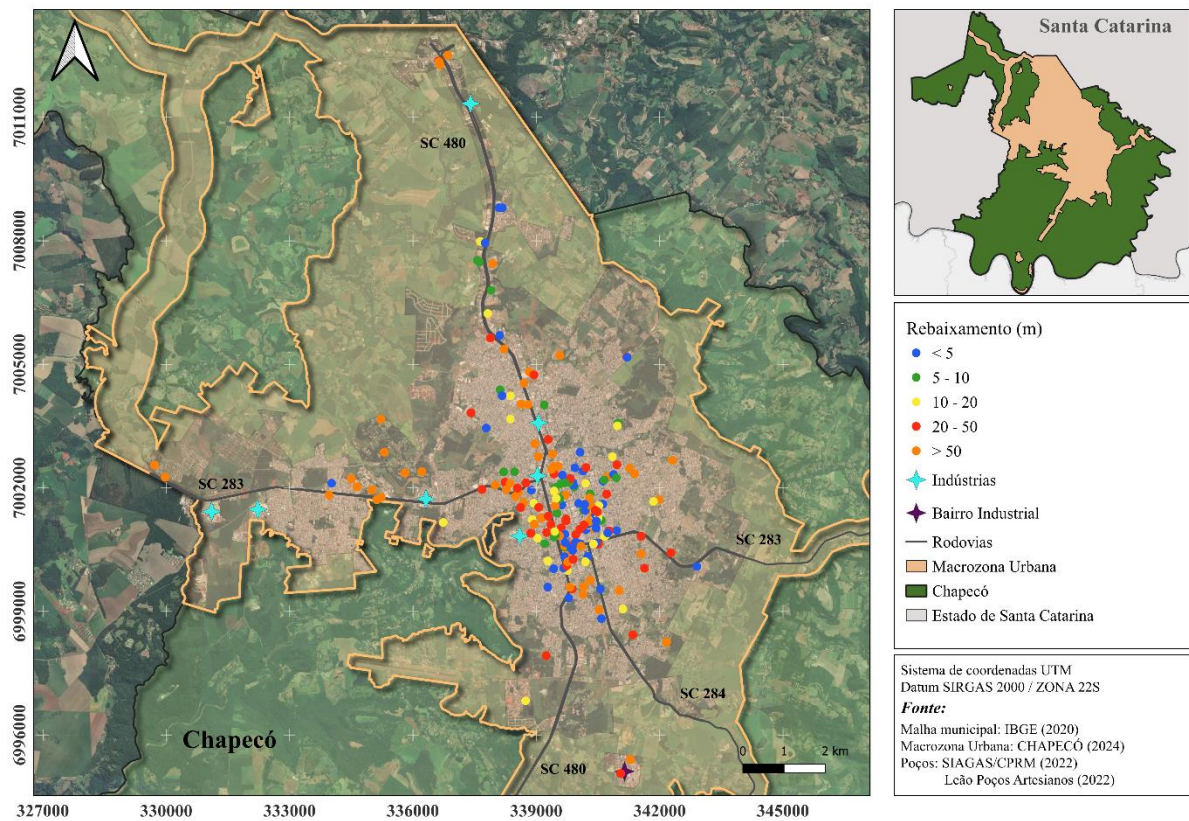 7011000
7008000
7005000
7002000
6999000
6996000
SC 480
SC 283
SC 283
SC 284
SC 480
Chapecó
0 1 2 km
327000 330000 333000 336000 339000 342000 345000
Santa Catarina
Rebaixamento (m)
< 5
5 - 10
10 - 20
20 - 50
> 50
Indústrias
Bairro Industrial
Rodovias
Macrozona Urbana
Chapecó
Estado de Santa Catarina
Sistema de coordenadas UTM
Datum SIRGAS 2000 / ZONA 22S
Fonte:
Malha municipal: IBGE (2020)
Macrozona Urbana: CHAPECÓ (2024)
Poços: SIAGAS/CPRM (2022)
Leão Poços Artesianos (2022)